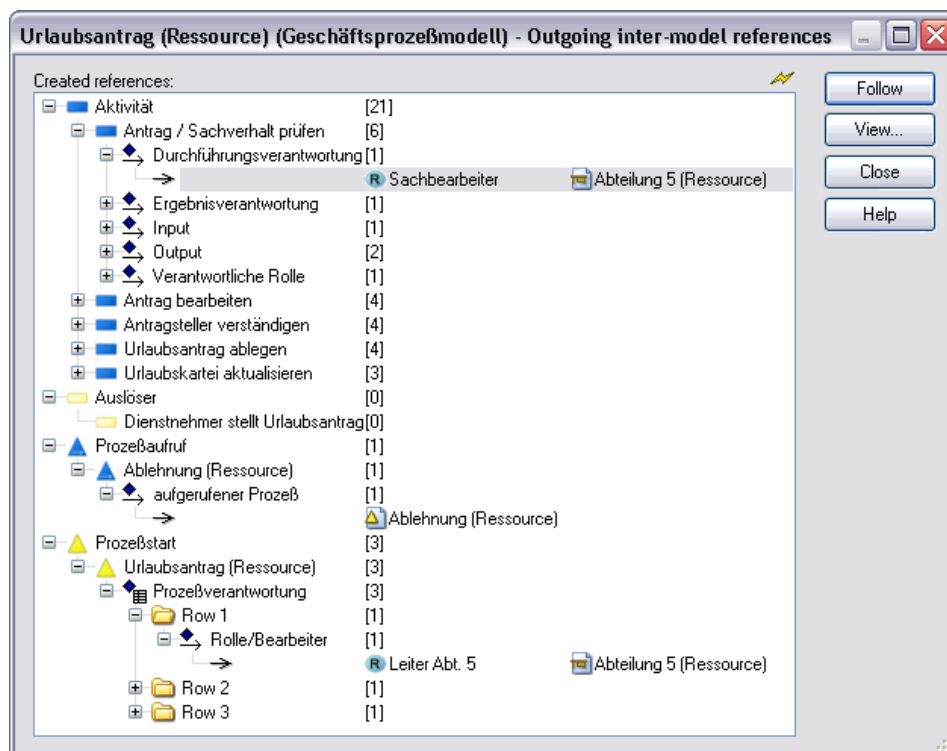 Urlaubsantrag (Ressource) (Geschäftsprozeßmodell) - Outgoing inter-model references
Created references:
Follow
View...
Close
Help
Aktivität [21]
Antrag / Sachverhalt prüfen [6]
Durchführungsverantwortung [1]
R Sachbearbeiter Abteilung 5 (Ressource)
Ergebnisverantwortung [1]
Input [1]
Output [2]
Verantwortliche Rolle [1]
Antrag bearbeiten [4]
Antragsteller verständigen [4]
Urlaubsantrag ablegen [4]
Urlaubskartei aktualisieren [3]
Auslöser [0]
Dienstnehmer stellt Urlaubsantrag [0]
Prozeßaufruf [1]
Ablehnung (Ressource) [1]
aufgerufener Prozeß [1]
Ablehnung (Ressource)
Prozeßstart [3]
Urlaubsantrag (Ressource) [3]
Prozeßverantwortung [3]
Row 1 [1]
Rolle/Bearbeiter [1]
R Leiter Abt. 5 Abteilung 5 (Ressource)
Row 2 [1]
Row 3 [1]